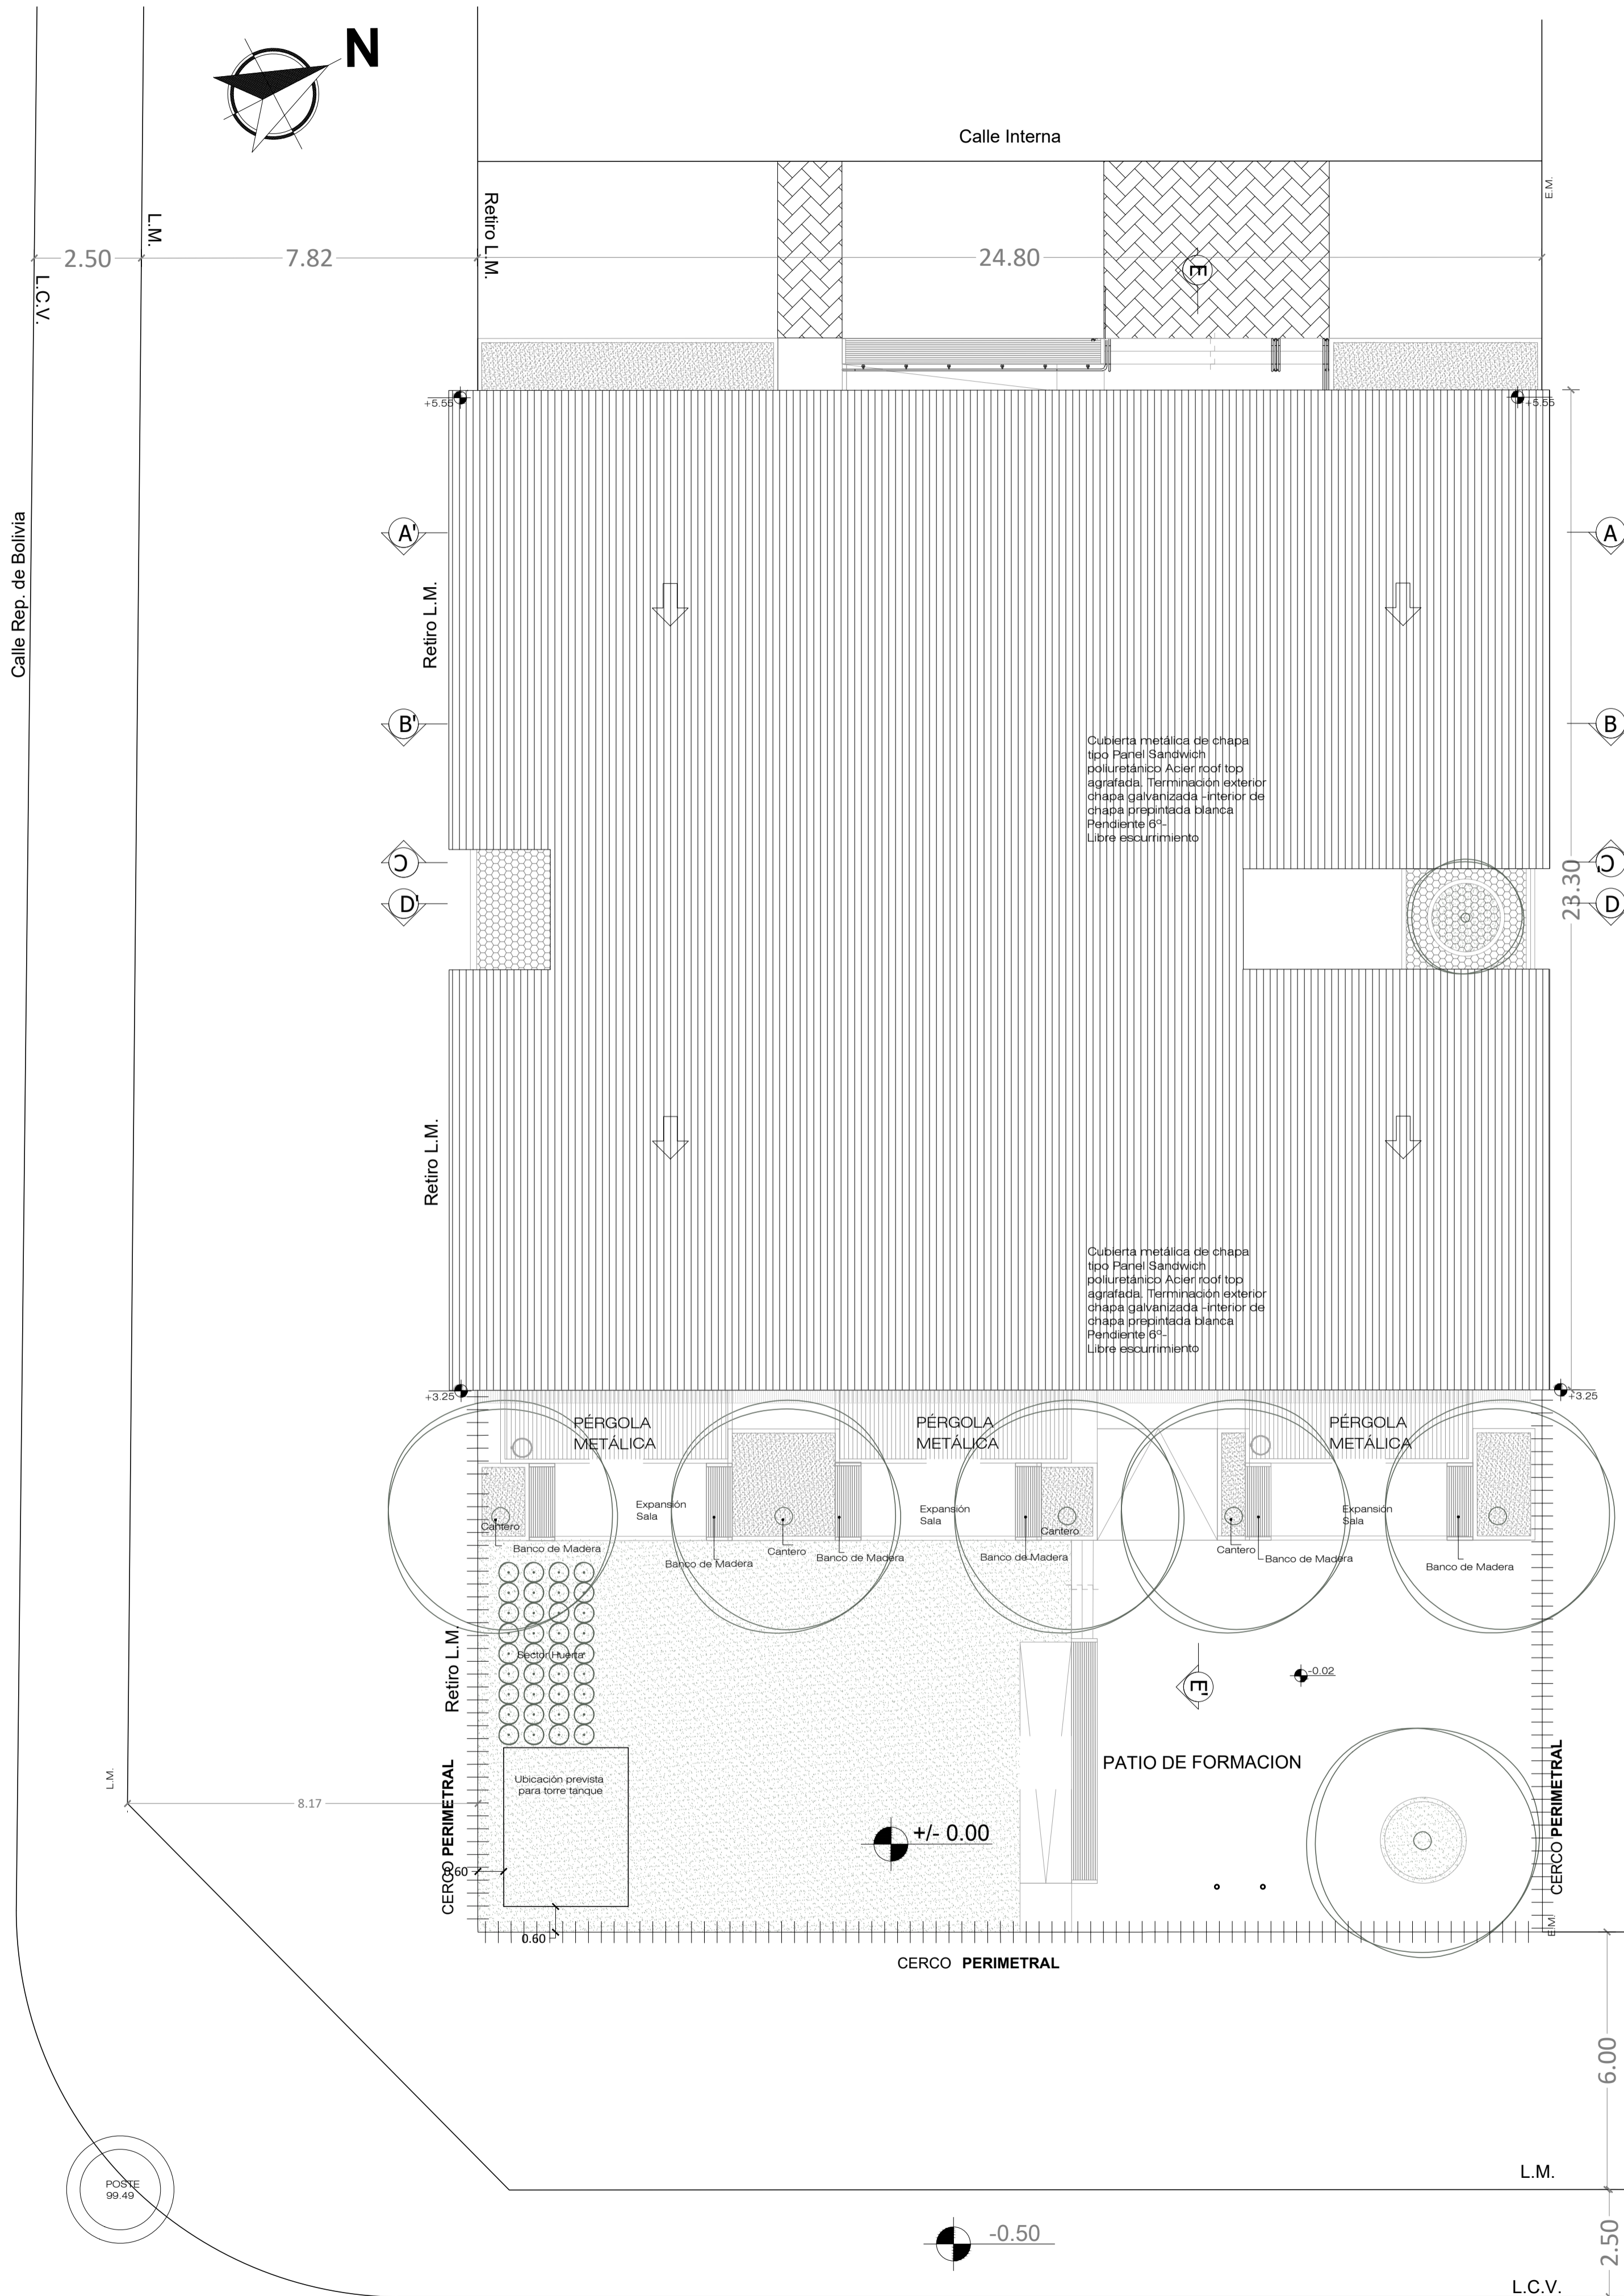 N
Calle Interna
E.M.
Retiro L.M.
L.M.
2.50
7.82
24.80
L.C.V.
E
+5.55
+5.55
Calle Rep. de Bolivia
A'
A
Retiro L.M.
B'
B
Cubierta metálica de chapa
tipo Panel Sandwich
poliuretánico Acier roof top
agrafada. Terminación exterior
chapa galvanizada -interior de
chapa prepintada blanca
Pendiente 6º-
Libre escurrimiento
C
C'
23.30
D'
D
Retiro L.M.
Cubierta metálica de chapa
tipo Panel Sandwich
poliuretánico Acier roof top
agrafada. Terminación exterior
chapa galvanizada -interior de
chapa prepintada blanca
Pendiente 6º-
Libre escurrimiento
+3.25
+3.25
PÉRGOLA
METÁLICA
PÉRGOLA
METÁLICA
PÉRGOLA
METÁLICA
Expansión
Sala
Expansión
Sala
Expansión
Sala
Cantero
Banco de Madera
Banco de Madera
Cantero
Banco de Madera
Banco de Madera
Cantero
Cantero
Banco de Madera
Banco de Madera
Sector Huerta
Retiro L.M.
-0.02
E'
PATIO DE FORMACION
CERCO PERIMETRAL
CERCO PERIMETRAL
L.M.
8.17
Ubicación prevista
para torre tanque
+/- 0.00
0.60
0.60
E.M.
CERCO PERIMETRAL
6.00
L.M.
POSTE
99.49
-0.50
2.50
L.C.V.